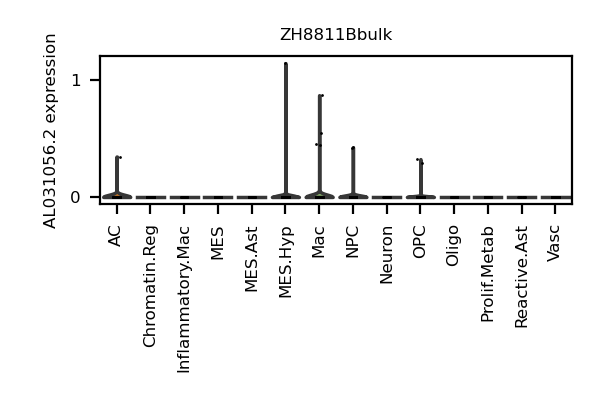 ZH8811Bbulk
AL031056.2 expression
1
0
AC
Chromatin.Reg
Inflammatory.Mac
MES
MES.Ast
MES.Hyp
Mac
NPC
Neuron
OPC
Oligo
Prolif.Metab
Reactive.Ast
Vasc